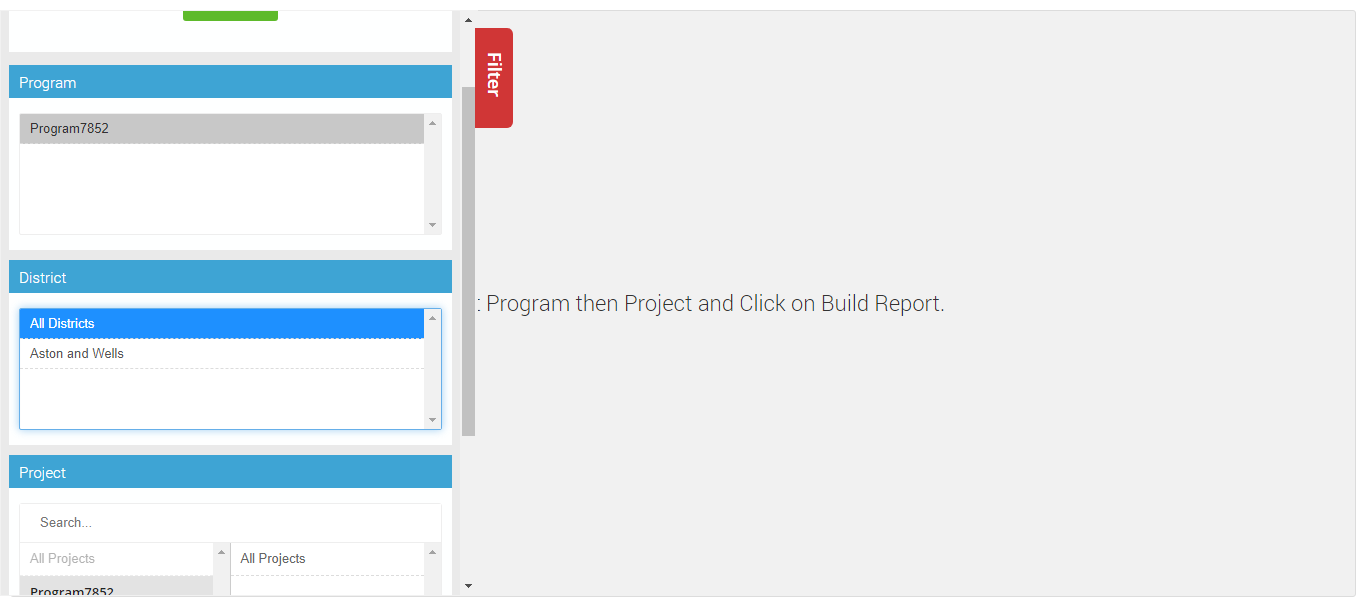 Program
Filter
Program7852
District
All Districts
: Program then Project and Click on Build Report.
Aston and Wells
Project
Search...
All Projects
All Projects
Program7852